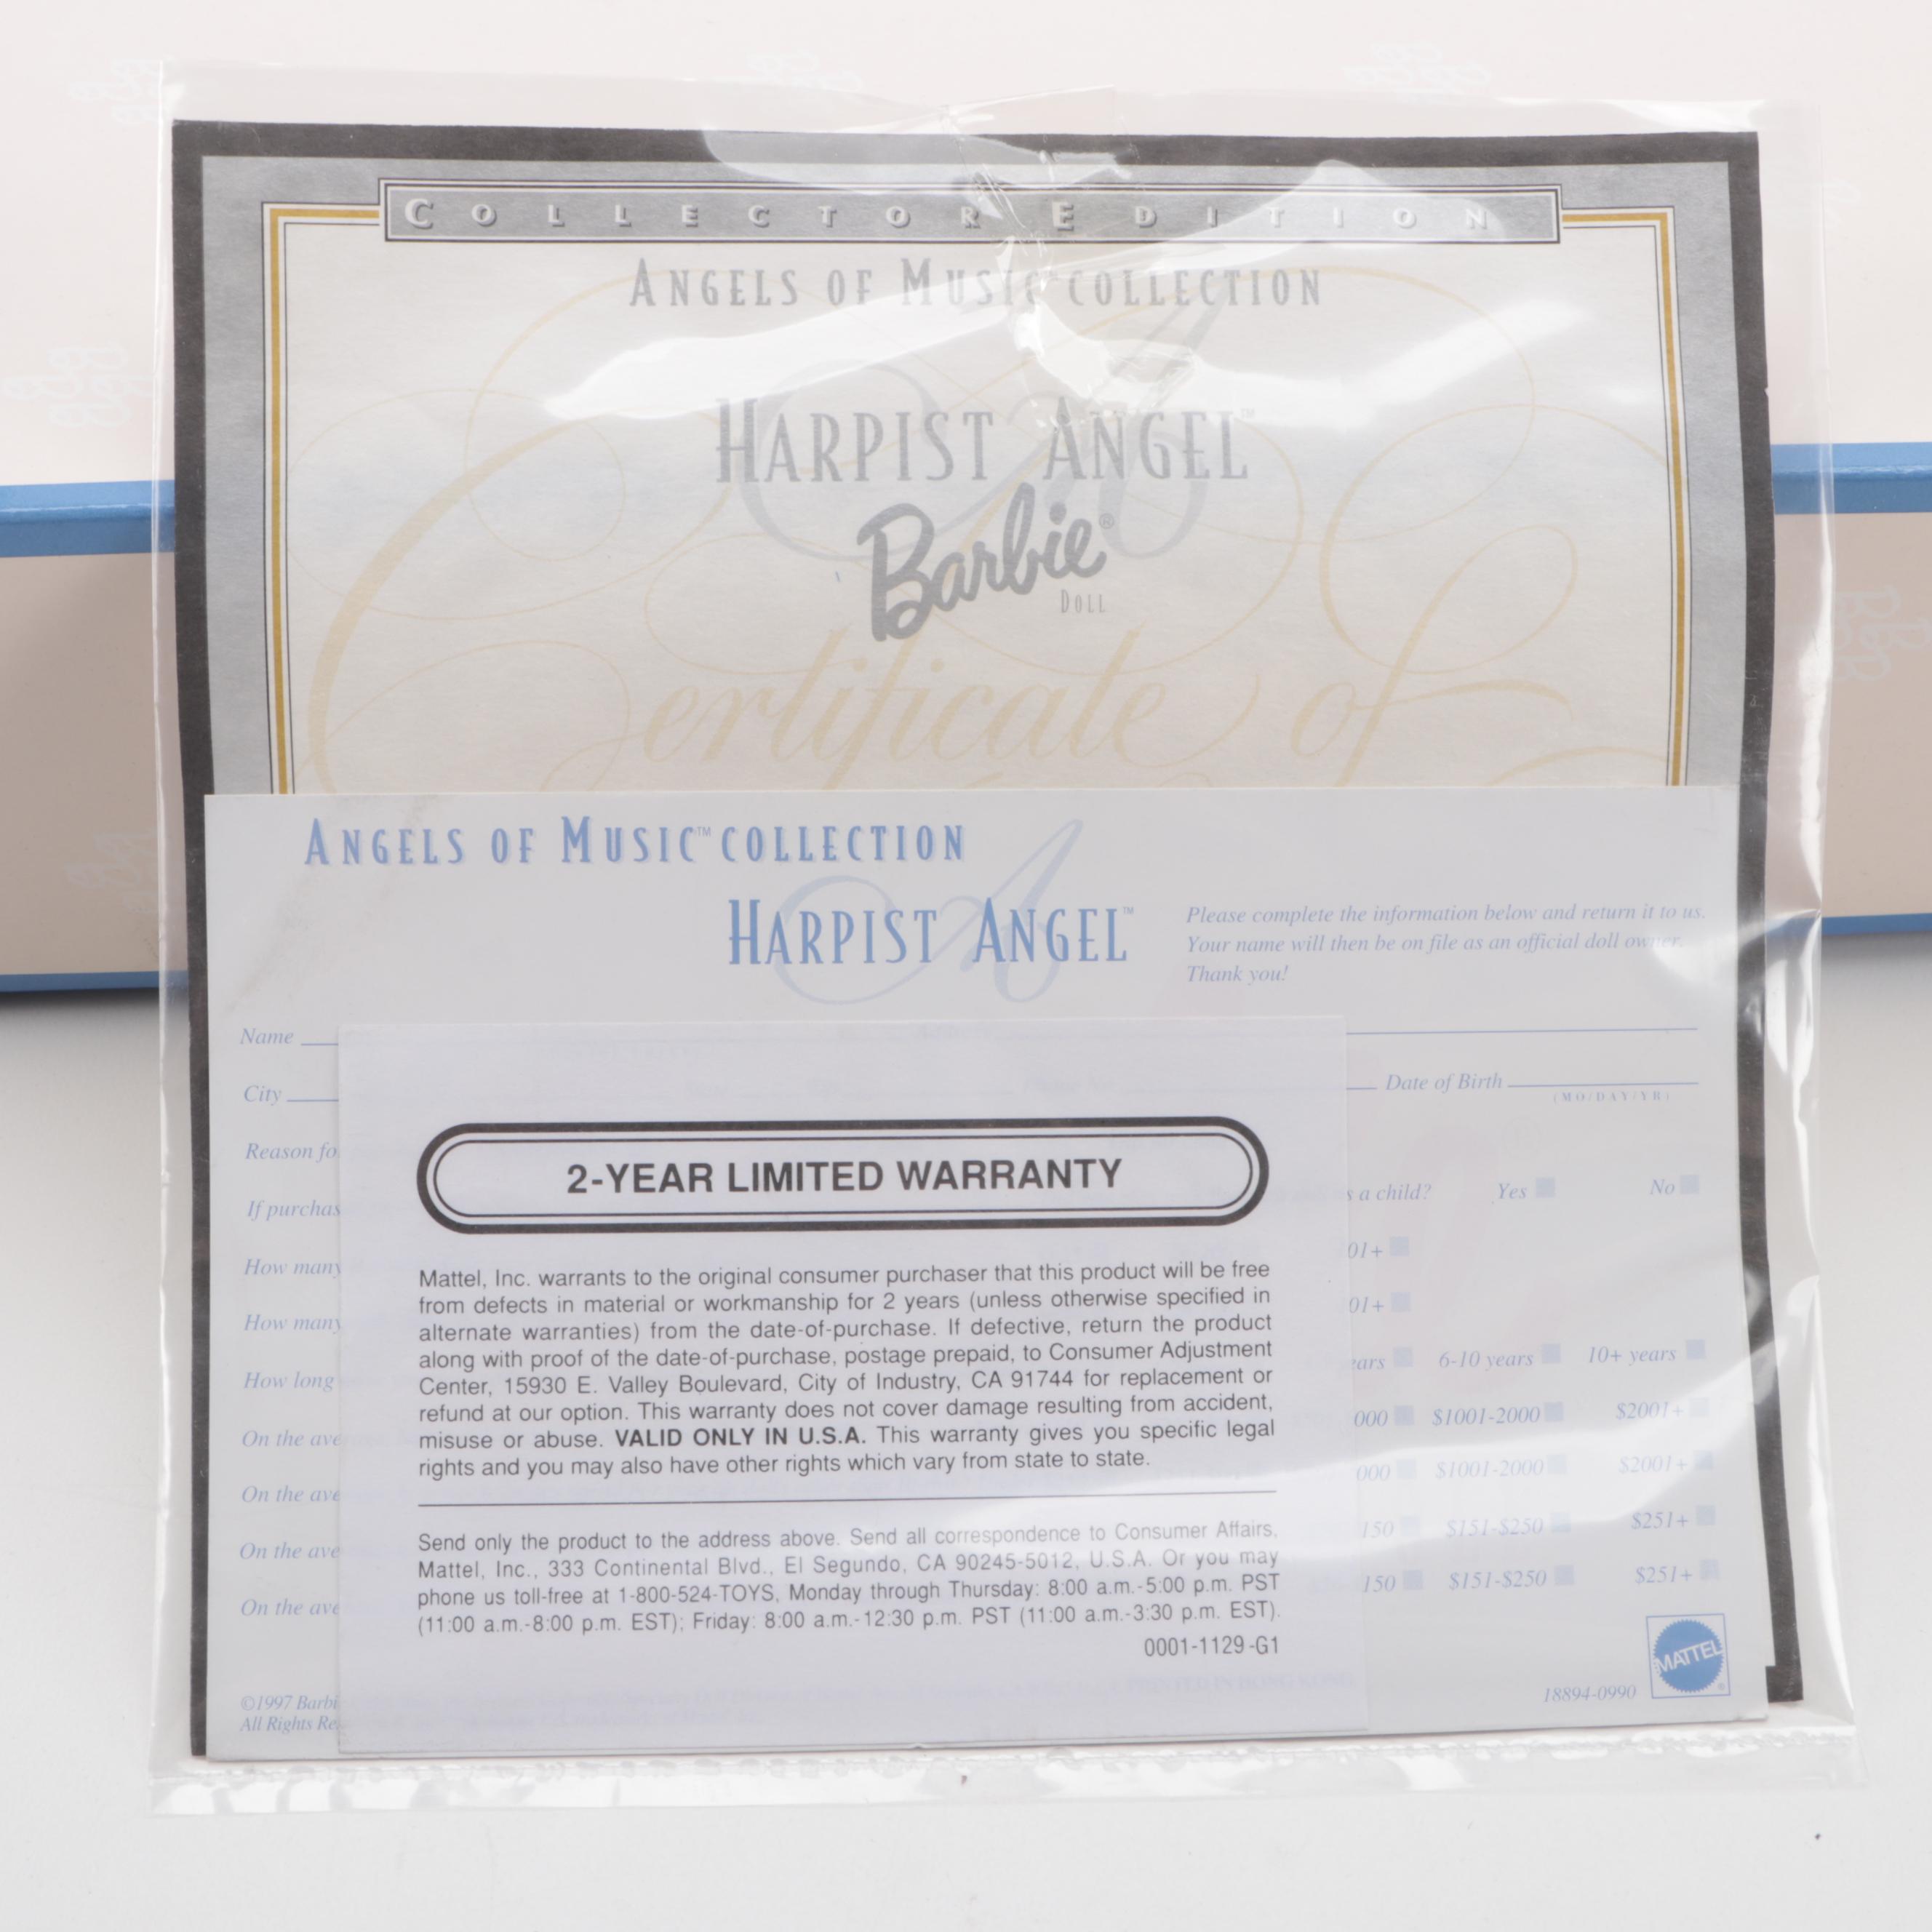 COLLECTOR EDITION
ANGELS OF MUSIC COLLECTION
HARPIST ANGEL™
Barbie®
DOLL
Certificate of
ANGELS OF MUSIC™ COLLECTION
HARPIST ANGEL™
Please complete the information below and return it to us.
Your name will then be on file as an official doll owner.
Thank you!
Name
City
Date of Birth
(MO/DAY/YR)
Reason
If
a child? Yes No
How many
01+
How many
01+
How long
6-10 years 10+ years
On the
000 $1001-2000 $2001+
On the
000 $1001-2000 $2001+
On the
150 $151-$250 $251+
On the
150 $151-$250 $251+
2-YEAR LIMITED WARRANTY
Mattel, Inc. warrants to the original consumer purchaser that this product will be free
from defects in material or workmanship for 2 years (unless otherwise specified in
alternate warranties) from the date-of-purchase. If defective, return the product
along with proof of the date-of-purchase, postage prepaid, to Consumer Adjustment
Center, 15930 E. Valley Boulevard, City of Industry, CA 91744 for replacement or
refund at our option. This warranty does not cover damage resulting from accident,
misuse or abuse. VALID ONLY IN U.S.A. This warranty gives you specific legal
rights and you may also have other rights which vary from state to state.
Send only the product to the address above. Send all correspondence to Consumer Affairs,
Mattel, Inc., 333 Continental Blvd., El Segundo, CA 90245-5012, U.S.A. Or you may
phone us toll-free at 1-800-524-TOYS, Monday through Thursday: 8:00 a.m.-5:00 p.m. PST
(11:00 a.m.-8:00 p.m. EST); Friday: 8:00 a.m.-12:30 p.m. PST (11:00 a.m.-3:30 p.m. EST).
0001-1129-G1
PRINTED IN HONG KONG
©1997
All Rights
18894-0990
MATTEL®